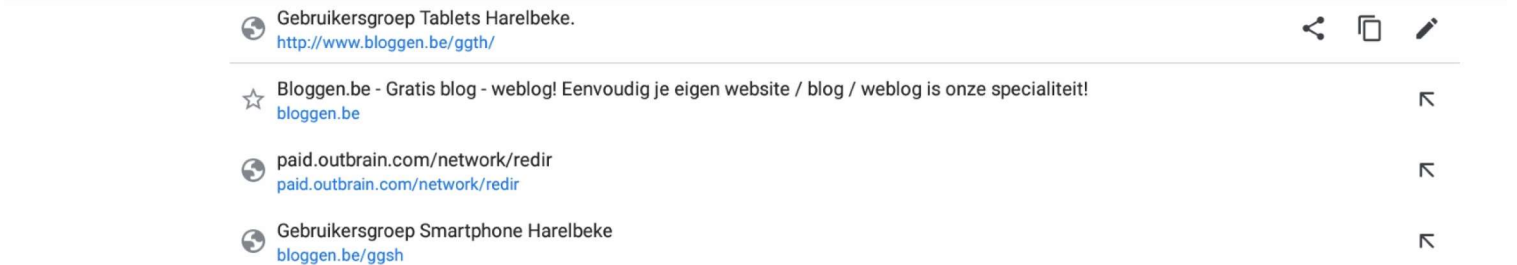 Gebruikersgroep Tablets Harelbeke.
http://www.bloggen.be/ggth/
Bloggen.be - Gratis blog - weblog! Eenvoudig je eigen website / blog / weblog is onze specialiteit!
bloggen.be
paid.outbrain.com/network/redir
paid.outbrain.com/network/redir
Gebruikersgroep Smartphone Harelbeke
bloggen.be/ggsh